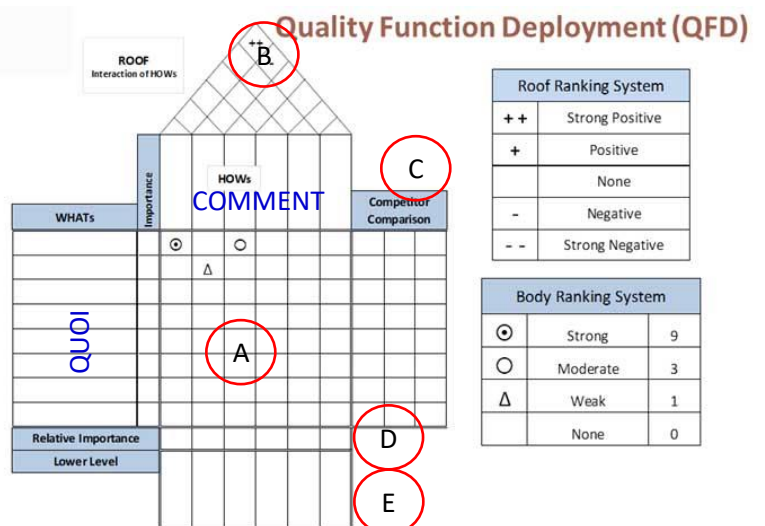 Quality Function Deployment (QFD)
ROOF
Interaction of HOWs
++
B
-
Importance
HOWs
COMMENT
C
WHATs
Competitor
Comparison
QUOI
A
Relative Importance
D
Lower Level
E
Roof Ranking System
+ + Strong Positive
+ Positive
None
- Negative
- - Strong Negative
Body Ranking System
⊙ Strong 9
○ Moderate 3
Δ Weak 1
None 0